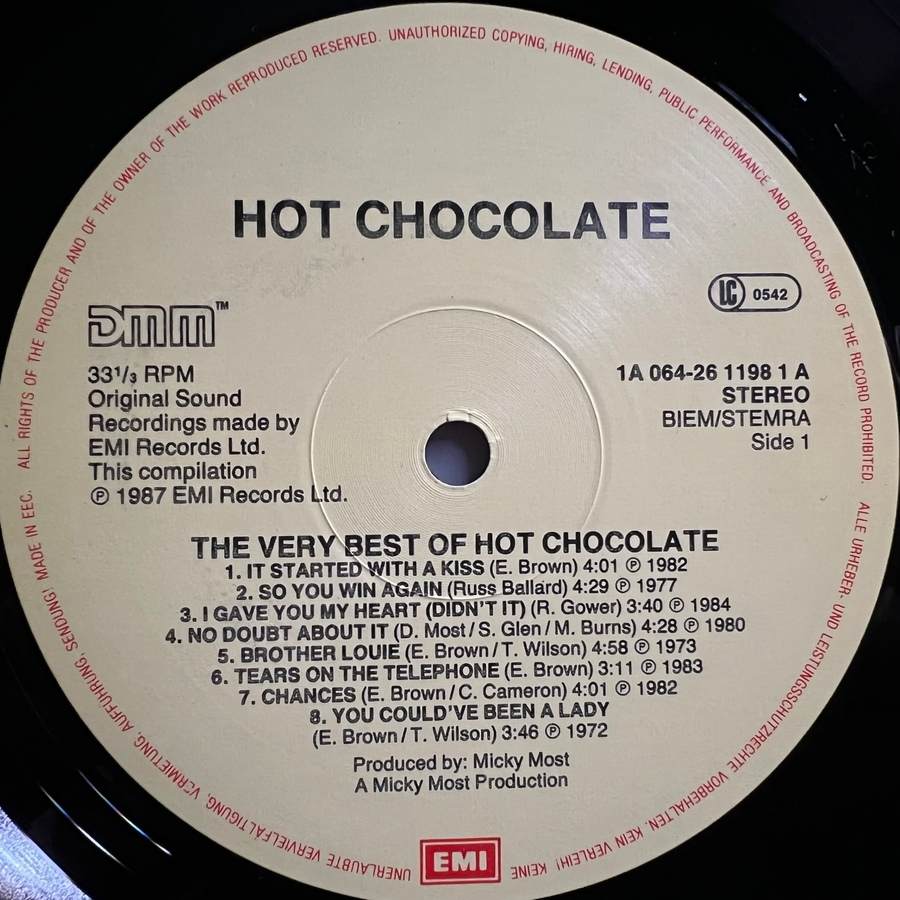 ALL RIGHTS OF THE PRODUCER AND OF THE OWNER OF THE WORK REPRODUCED RESERVED. UNAUTHORIZED COPYING, HIRING, LENDING, PUBLIC PERFORMANCE AND BROADCASTING OF THE RECORD PROHIBITED.
HOT CHOCOLATE
DMM™
LC 0542
33⅓ RPM
Original Sound
Recordings made by
EMI Records Ltd.
This compilation
℗ 1987 EMI Records Ltd.
1A 064-26 1198 1 A
STEREO
BIEM/STEMRA
Side 1
THE VERY BEST OF HOT CHOCOLATE
1. IT STARTED WITH A KISS (E. Brown) 4:01 ℗ 1982
2. SO YOU WIN AGAIN (Russ Ballard) 4:29 ℗ 1977
3. I GAVE YOU MY HEART (DIDN'T IT) (R. Gower) 3:40 ℗ 1984
4. NO DOUBT ABOUT IT (D. Most/S. Glen/M. Burns) 4:28 ℗ 1980
5. BROTHER LOUIE (E. Brown/T. Wilson) 4:58 ℗ 1973
6. TEARS ON THE TELEPHONE (E. Brown) 3:11 ℗ 1983
7. CHANCES (E. Brown/C. Cameron) 4:01 ℗ 1982
8. YOU COULD'VE BEEN A LADY
(E. Brown/T. Wilson) 3:46 ℗ 1972
Produced by: Micky Most
A Micky Most Production
EMI
ALLE URHEBER- UND LEISTUNGSSCHUTZRECHTE VORBEHALTEN. KEIN VERLEIH! KEINE UNERLAUBTE VERVIELFÄLTIGUNG, VERMIETUNG, AUFFÜHRUNG, SENDUNG! MADE IN EEC.